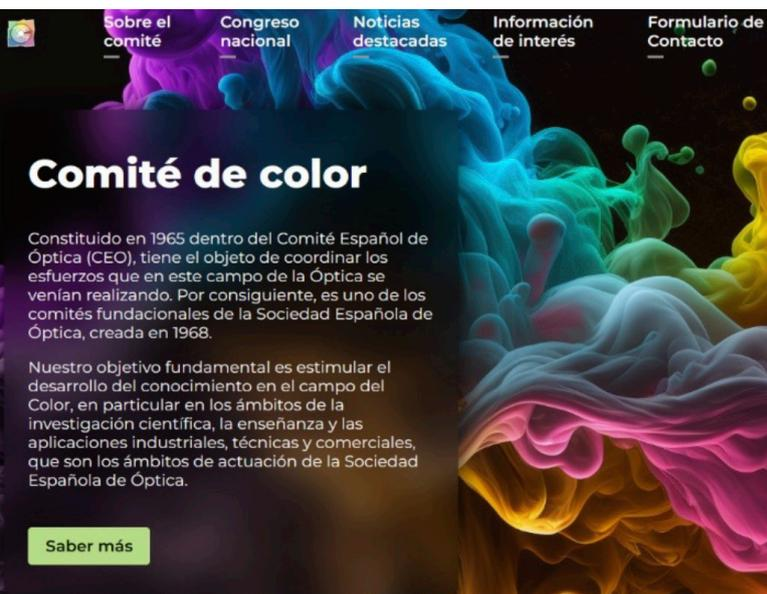 Sobre el comité
Congreso nacional
Noticias destacadas
Información de interés
Formulario de Contacto
Comité de color
Constituido en 1965 dentro del Comité Español de
Óptica (CEO), tiene el objeto de coordinar los
esfuerzos que en este campo de la Óptica se
venían realizando. Por consiguiente, es uno de los
comités fundacionales de la Sociedad Española de
Óptica, creada en 1968.
Nuestro objetivo fundamental es estimular el
desarrollo del conocimiento en el campo del
Color, en particular en los ámbitos de la
investigación científica, la enseñanza y las
aplicaciones industriales, técnicas y comerciales,
que son los ámbitos de actuación de la Sociedad
Española de Óptica.
Saber más